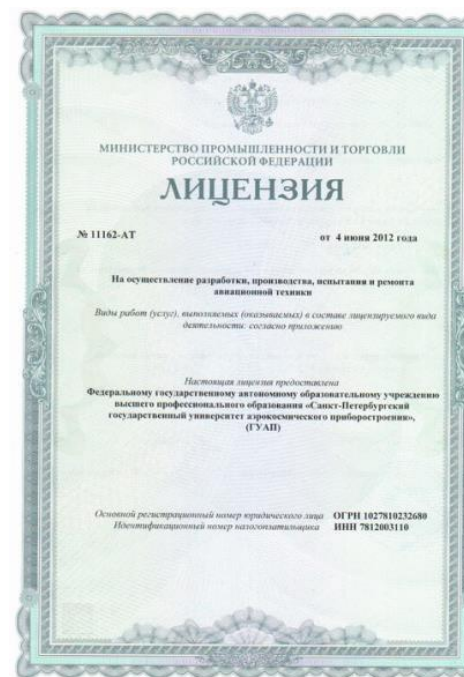 МИНИСТЕРСТВО ПРОМЫШЛЕННОСТИ И ТОРГОВЛИ
РОССИЙСКОЙ ФЕДЕРАЦИИ
ЛИЦЕНЗИЯ
№ 11162-АТ от 4 июня 2012 года
На осуществление разработки, производства, испытания и ремонта
авиационной техники
Виды работ (услуг), выполняемых (оказываемых) в составе лицензируемого вида
деятельности: согласно приложению
Настоящая лицензия предоставлена
Федеральному государственному автономному образовательному учреждению
высшего профессионального образования «Санкт-Петербургский
государственный университет аэрокосмического приборостроения»,
(ГУАП)
Основной регистрационный номер юридического лица ОГРН 1027810232680
Идентификационный номер налогоплательщика ИНН 7812003110